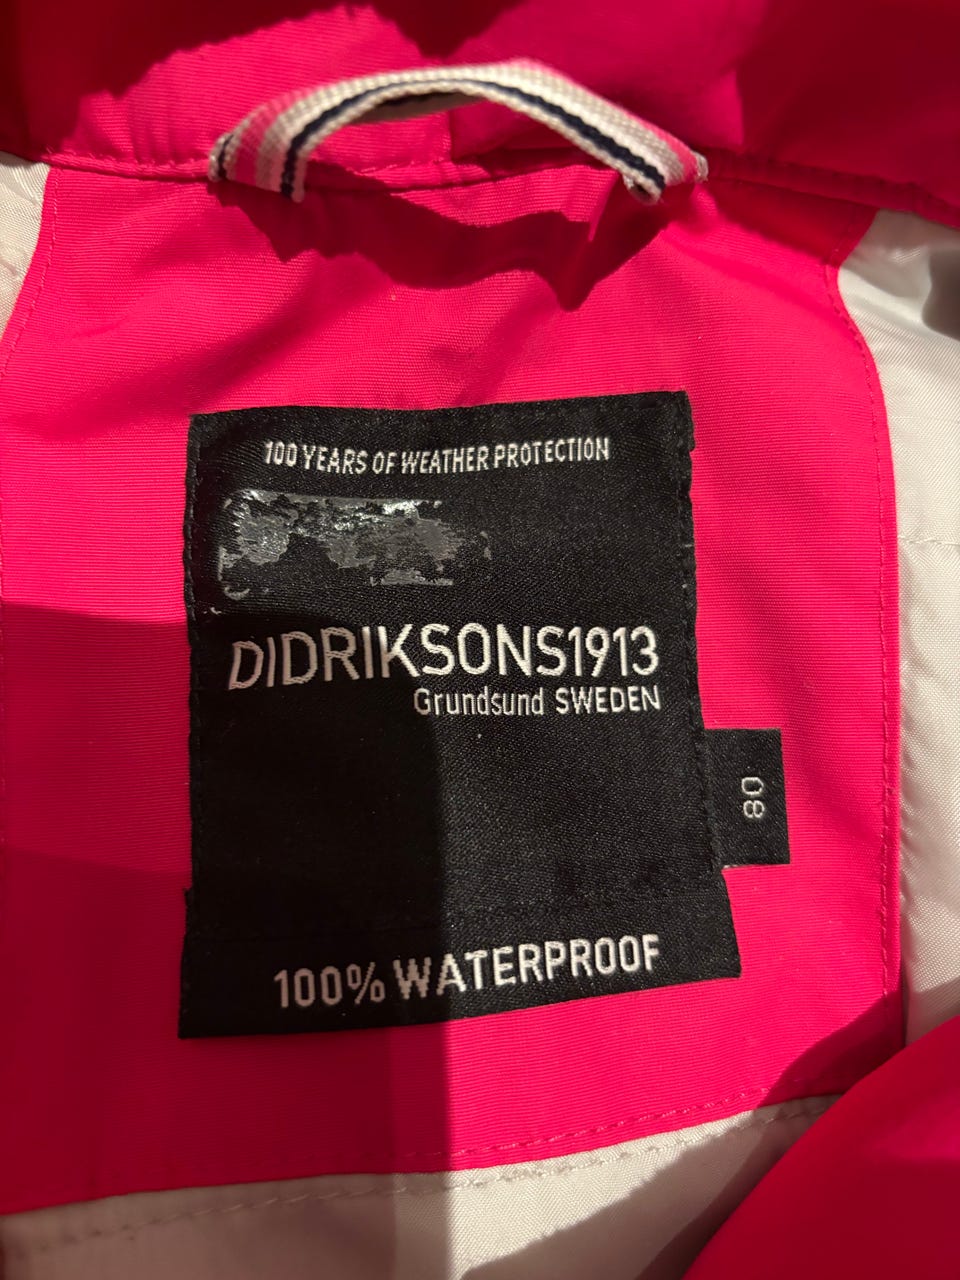 100 YEARS OF WEATHER PROTECTION
DIDRIKSONS1913
Grundsund SWEDEN
80
100% WATERPROOF